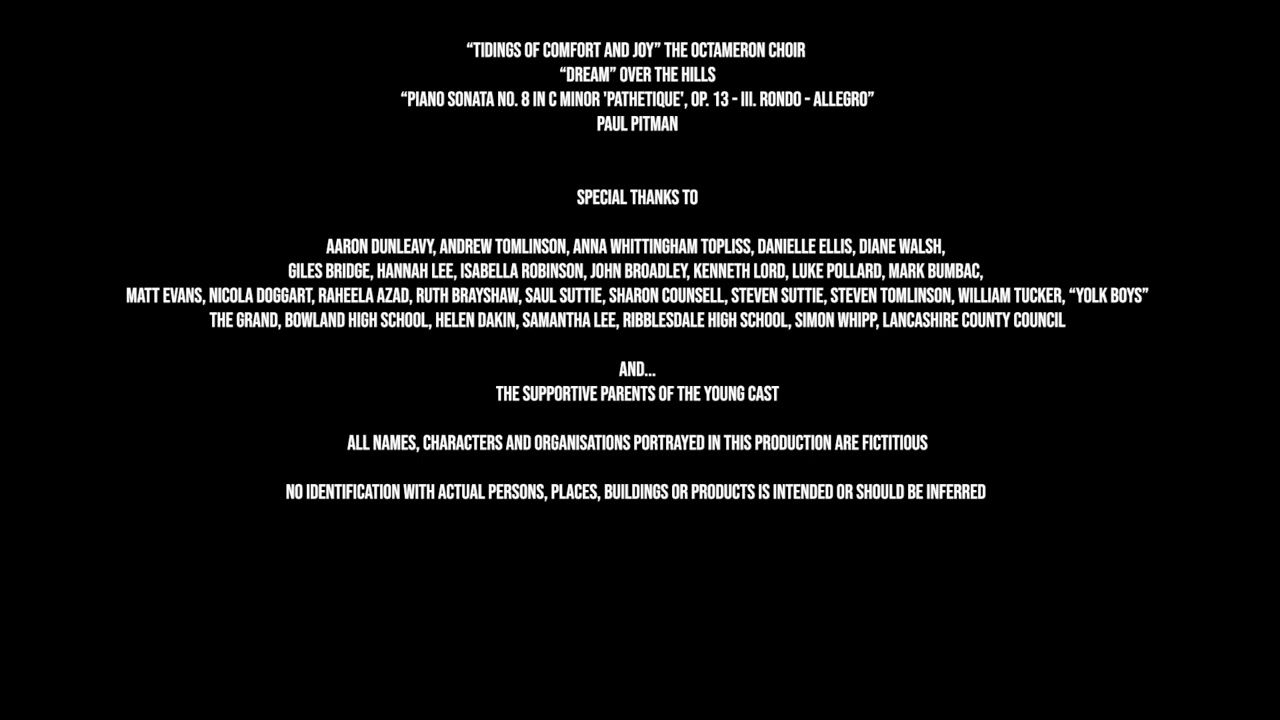 “TIDINGS OF COMFORT AND JOY” THE OCTAMERON CHOIR
“DREAM” OVER THE HILLS
“PIANO SONATA NO. 8 IN C MINOR 'PATHETIQUE', OP. 13 - III. RONDO - ALLEGRO”
PAUL PITMAN
SPECIAL THANKS TO
AARON DUNLEAVY, ANDREW TOMLINSON, ANNA WHITTINGHAM TOPLISS, DANIELLE ELLIS, DIANE WALSH,
GILES BRIDGE, HANNAH LEE, ISABELLA ROBINSON, JOHN BROADLEY, KENNETH LORD, LUKE POLLARD, MARK BUMBAC,
MATT EVANS, NICOLA DOGGART, RAHEELA AZAD, RUTH BRAYSHAW, SAUL SUTTIE, SHARON COUNSELL, STEVEN SUTTIE, STEVEN TOMLINSON, WILLIAM TUCKER, “YOLK BOYS”
THE GRAND, BOWLAND HIGH SCHOOL, HELEN DAKIN, SAMANTHA LEE, RIBBLESDALE HIGH SCHOOL, SIMON WHIPP, LANCASHIRE COUNTY COUNCIL
AND...
THE SUPPORTIVE PARENTS OF THE YOUNG CAST
ALL NAMES, CHARACTERS AND ORGANISATIONS PORTRAYED IN THIS PRODUCTION ARE FICTITIOUS
NO IDENTIFICATION WITH ACTUAL PERSONS, PLACES, BUILDINGS OR PRODUCTS IS INTENDED OR SHOULD BE INFERRED